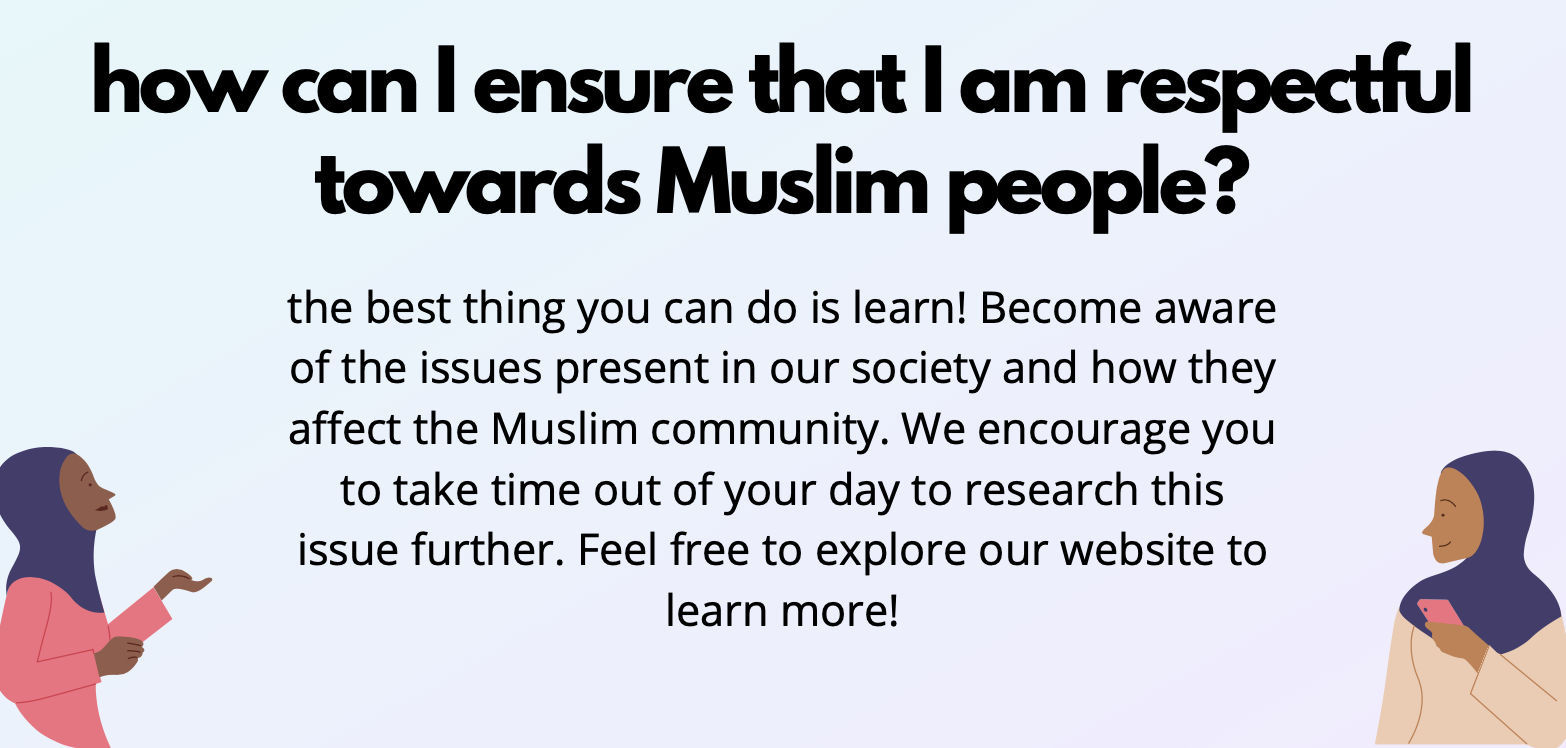 how can I ensure that I am respectful
towards Muslim people?
the best thing you can do is learn! Become aware
of the issues present in our society and how they
affect the Muslim community. We encourage you
to take time out of your day to research this
issue further. Feel free to explore our website to
learn more!